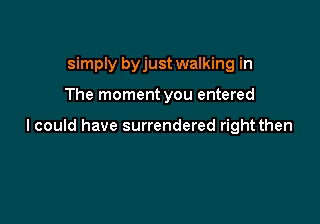 simply by just walking in
The moment you entered
I could have surrendered right then